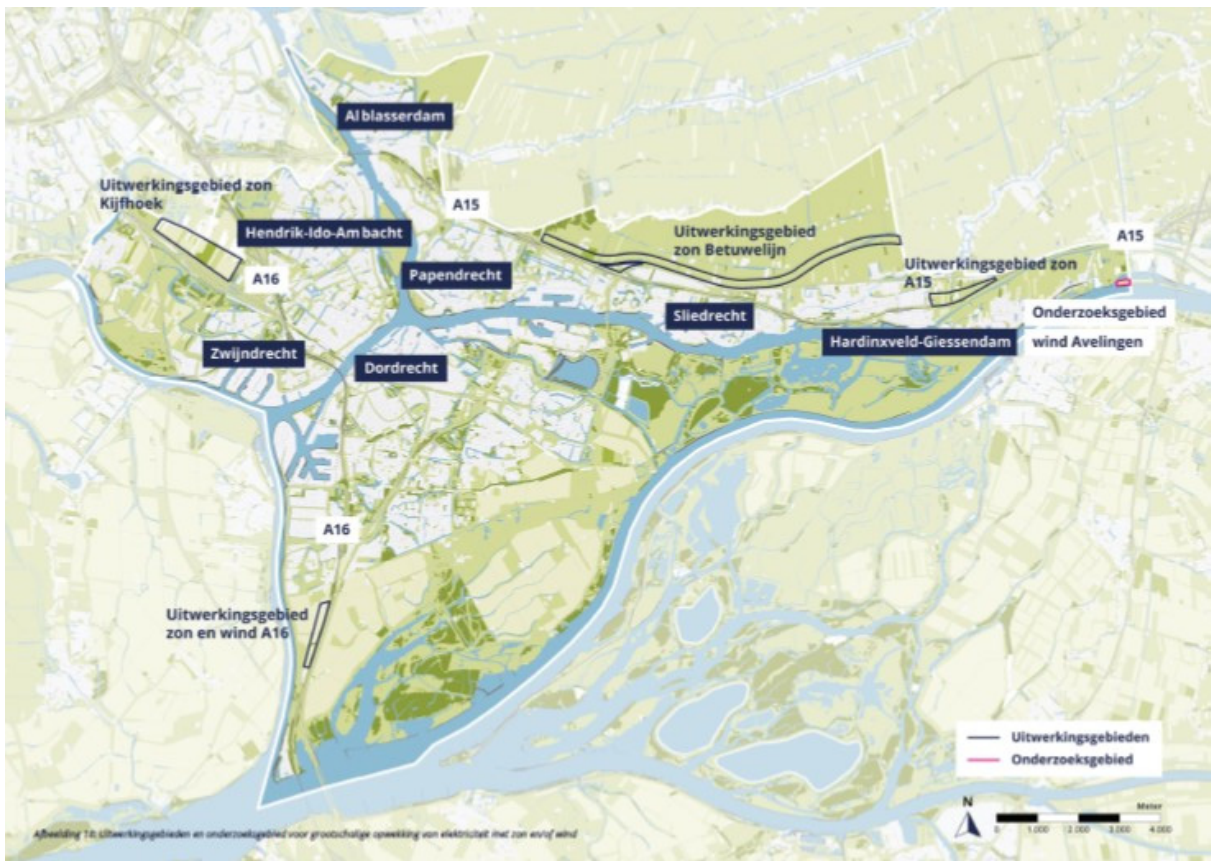 Alblasserdam
Uitwerkingsgebied zon
Kijfhoek
A15
Hendrik-Ido-Ambacht
Uitwerkingsgebied
zon Betuwelijn
A15
A16
Papendrecht
Uitwerkingsgebied zon
A15
Sliedrecht
Onderzoeksgebied
wind Avelingen
Hardinxveld-Giessendam
Zwijndrecht
Dordrecht
A16
Uitwerkingsgebied
zon en wind A16
Uitwerkingsgebieden
Onderzoeksgebied
N
Meter
0 1.000 2.000 3.000 4.000
Afbeelding 10: Uitwerkingsgebieden en onderzoeksgebied voor grootschalige opwekking van elektriciteit met zon en/of wind